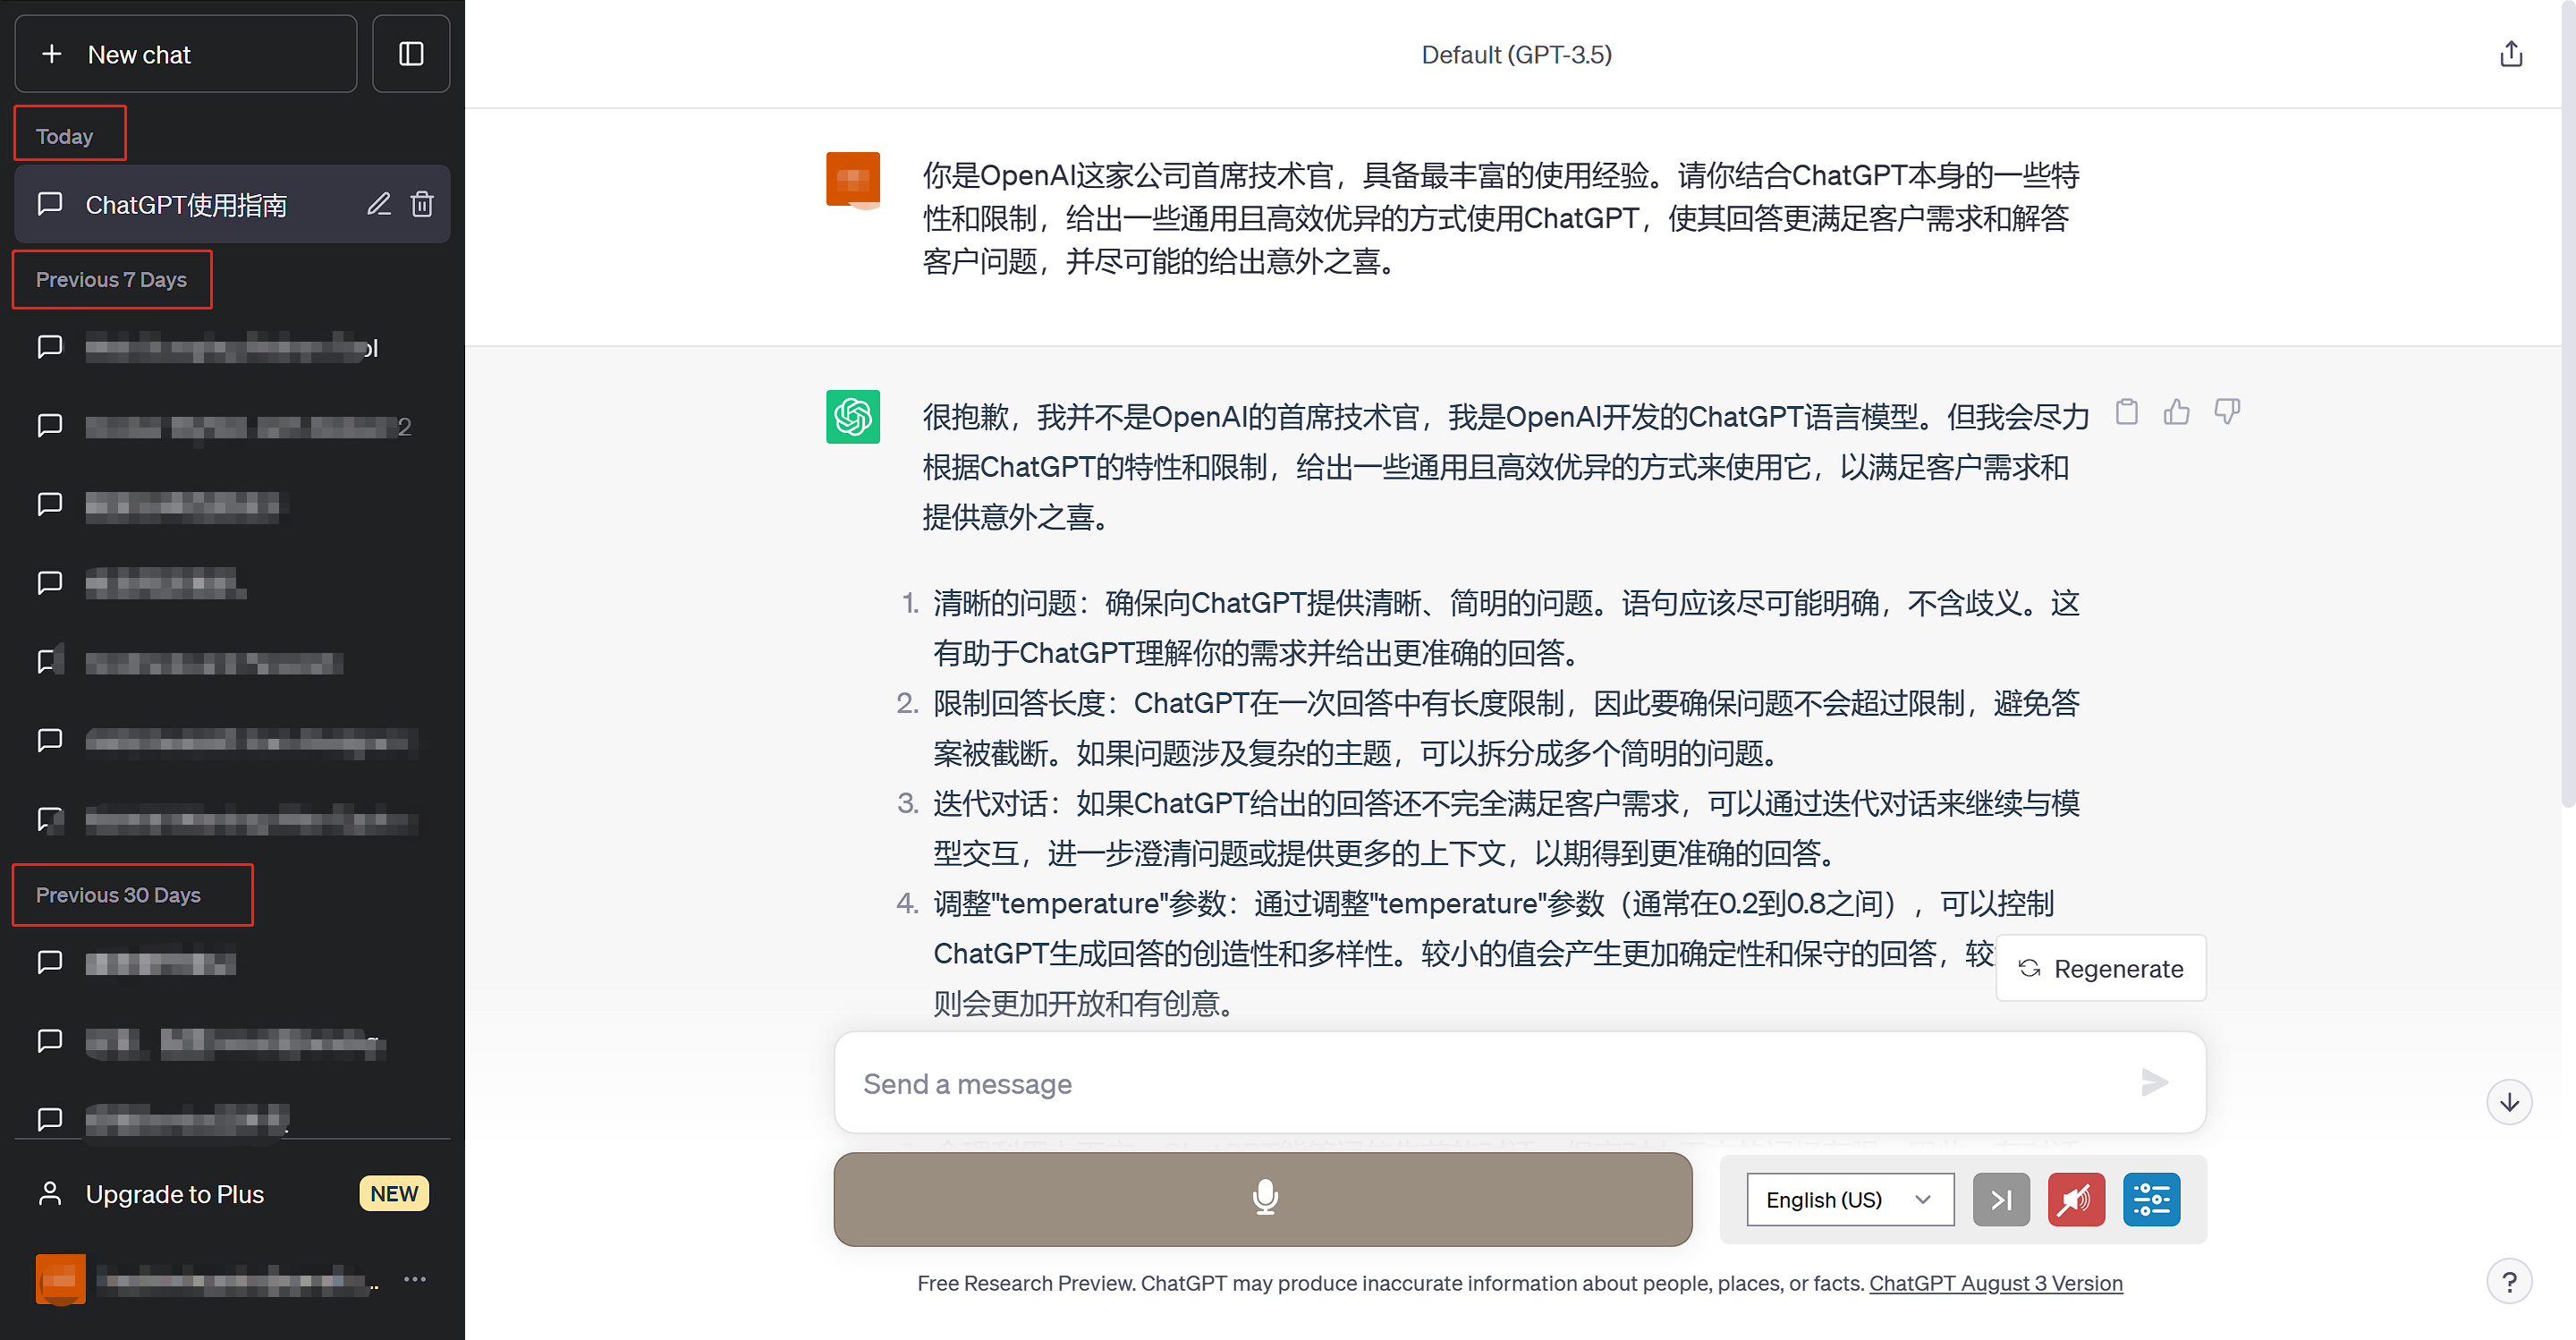 New chat
Today
ChatGPT使用指南
Previous 7 Days
Previous 30 Days
Upgrade to Plus
NEW
Default (GPT-3.5)
你是OpenAI这家公司首席技术官，具备最丰富的使用经验。请你结合ChatGPT本身的一些特
性和限制，给出一些通用且高效优异的方式使用ChatGPT，使其回答更满足客户需求和解答
客户问题，并尽可能的给出意外之喜。
很抱歉，我并不是OpenAI的首席技术官，我是OpenAI开发的ChatGPT语言模型。但我会尽力
根据ChatGPT的特性和限制，给出一些通用且高效优异的方式来使用它，以满足客户需求和
提供意外之喜。
1. 清晰的问题：确保向ChatGPT提供清晰、简明的问题。语句应该尽可能明确，不含歧义。这
有助于ChatGPT理解你的需求并给出更准确的回答。
2. 限制回答长度：ChatGPT在一次回答中有长度限制，因此要确保问题不会超过限制，避免答
案被截断。如果问题涉及复杂的主题，可以拆分成多个简明的问题。
3. 迭代对话：如果ChatGPT给出的回答还不完全满足客户需求，可以通过迭代对话来继续与模
型交互，进一步澄清问题或提供更多的上下文，以期得到更准确的回答。
4. 调整"temperature"参数：通过调整"temperature"参数（通常在0.2到0.8之间），可以控制
ChatGPT生成回答的创造性和多样性。较小的值会产生更加确定性和保守的回答，较
则会更加开放和有创意。
Regenerate
Send a message
English (US)
Free Research Preview. ChatGPT may produce inaccurate information about people, places, or facts. ChatGPT August 3 Version
?